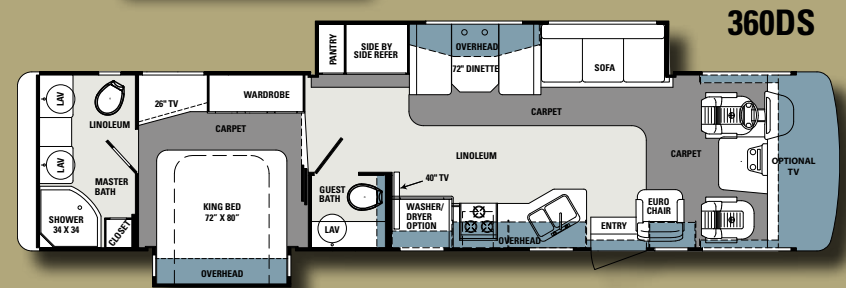 360DS
PANTRY
SIDE BY
SIDE REFER
OVERHEAD
72" DINETTE
SOFA
LAV
LINOLEUM
26" TV
WARDROBE
CARPET
CARPET
CARPET
LINOLEUM
OPTIONAL
TV
LAV
MASTER
BATH
KING BED
72" X 80"
GUEST
BATH
40" TV
WASHER/
DRYER
OPTION
EURO
CHAIR
SHOWER
34 X 34
CLOSET
LAV
OVERHEAD
ENTRY
OVERHEAD